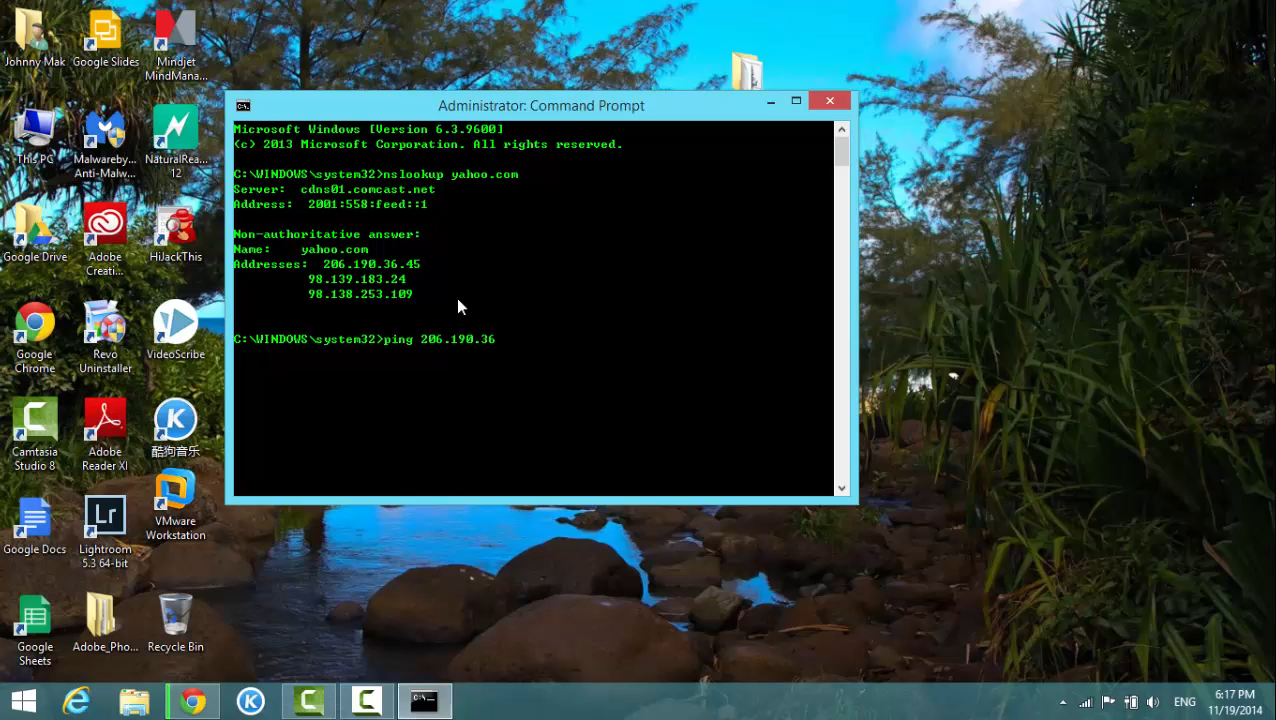 Johnny Mak
Google Slides
Mindjet
MindMana...
This PC
Malwareby...
Anti-Malw...
NaturalRea...
12
Google Drive
Adobe
Creati...
HiJackThis
Google
Chrome
Revo
Uninstaller
VideoScribe
Camtasia
Studio 8
Adobe
Reader XI
酷狗音乐
Google Docs
Lr
Lightroom
5.3 64-bit
VMware
Workstation
Google
Sheets
Adobe_Pho...
Recycle Bin
Administrator: Command Prompt
Microsoft Windows [Version 6.3.9600]
(c) 2013 Microsoft Corporation. All rights reserved.
C:\WINDOWS\system32>nslookup yahoo.com
Server:  cdns01.comcast.net
Address:  2001:558:feed::1
Non-authoritative answer:
Name:    yahoo.com
Addresses:  206.190.36.45
98.139.183.24
98.138.253.109
C:\WINDOWS\system32>ping 206.190.36
ENG
6:17 PM
11/19/2014